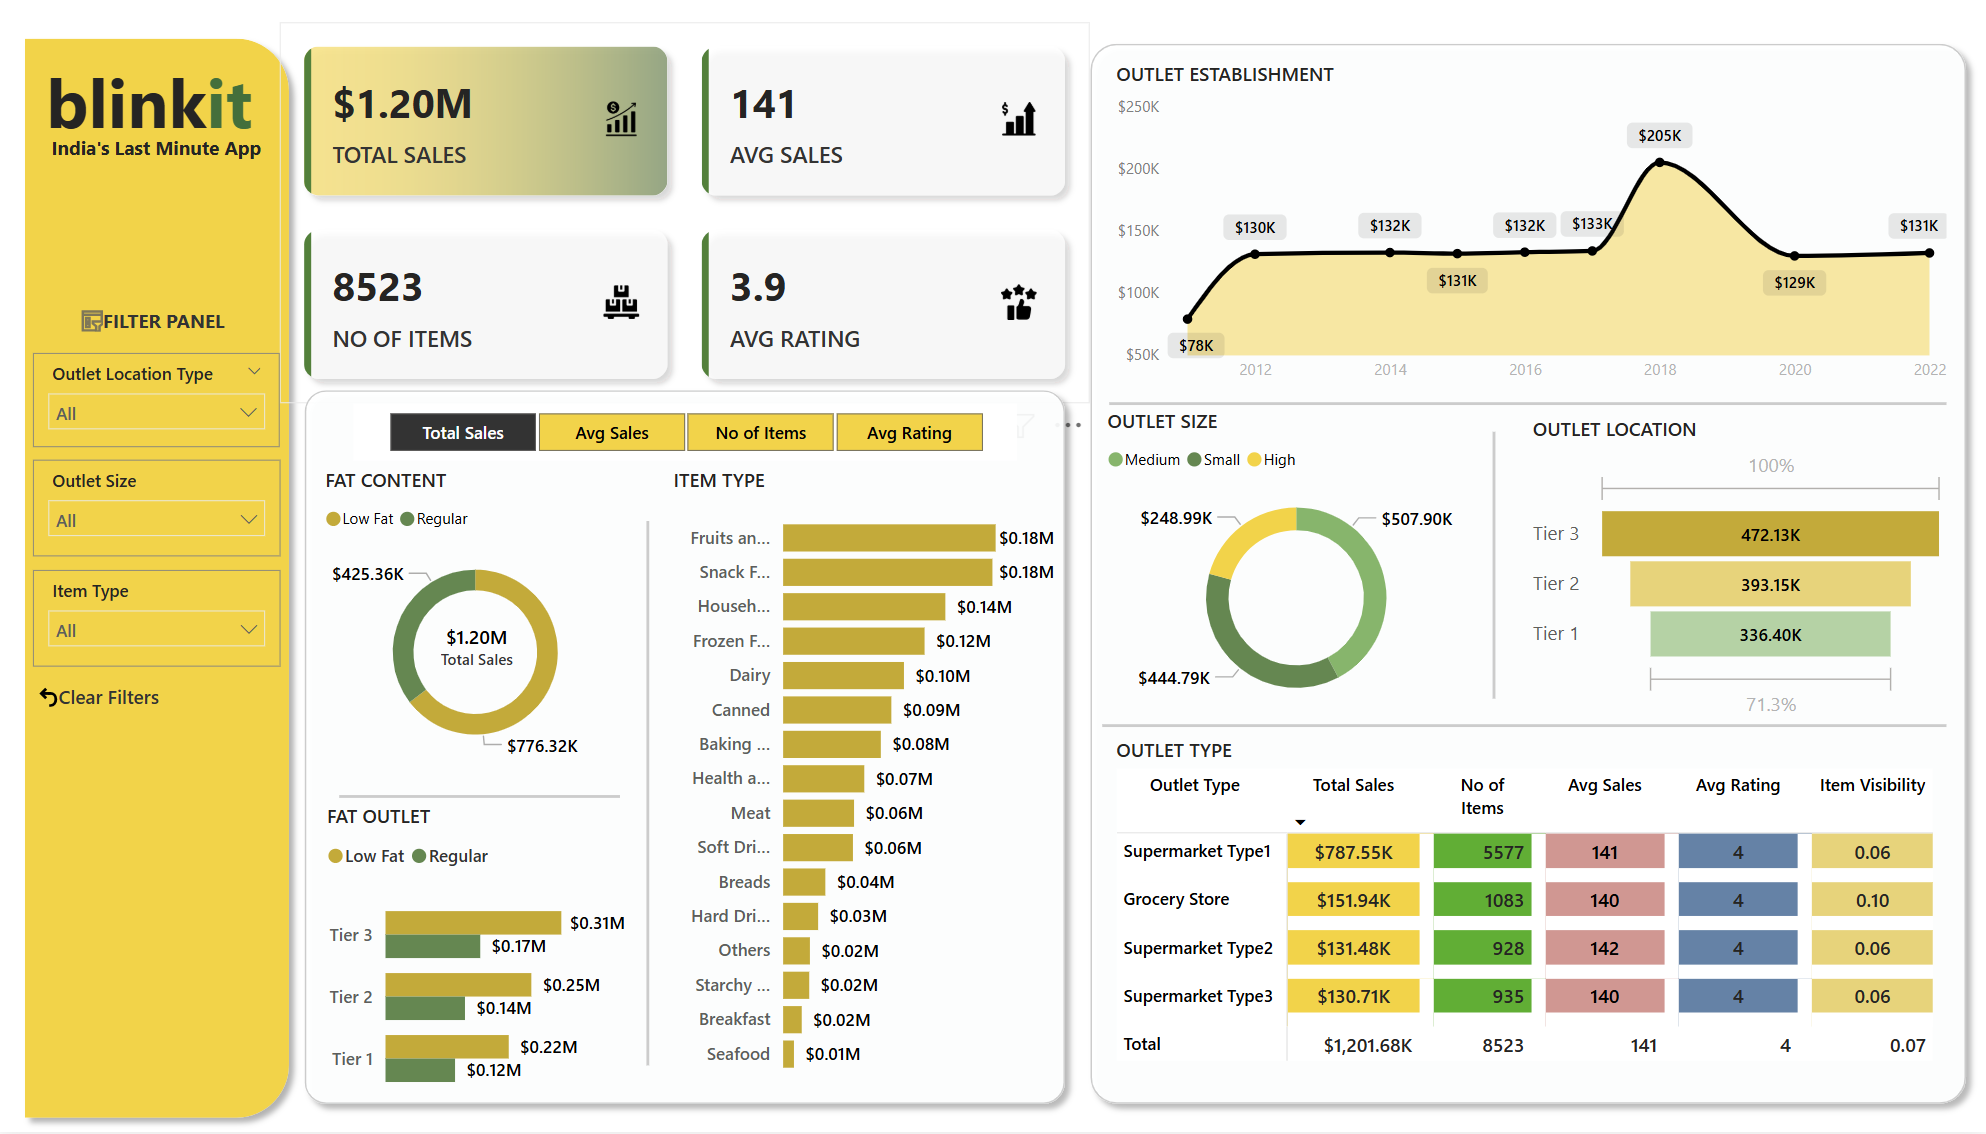 blinkit
India's Last Minute App
FILTER PANEL
Outlet Location Type
All
Outlet Size
All
Item Type
All
Clear Filters
$1.20M
TOTAL SALES
141
AVG SALES
8523
NO OF ITEMS
3.9
AVG RATING
Total Sales
Avg Sales
No of Items
Avg Rating
FAT CONTENT
Low Fat Regular
$425.36K
$1.20M
Total Sales
$776.32K
FAT OUTLET
Low Fat Regular
Tier 3 $0.31M
$0.17M
Tier 2 $0.25M
$0.14M
Tier 1 $0.22M
$0.12M
ITEM TYPE
Fruits an... $0.18M
Snack F... $0.18M
Househ... $0.14M
Frozen F... $0.12M
Dairy $0.10M
Canned $0.09M
Baking ... $0.08M
Health a... $0.07M
Meat $0.06M
Soft Dri... $0.06M
Breads $0.04M
Hard Dri... $0.03M
Others $0.02M
Starchy ... $0.02M
Breakfast $0.02M
Seafood $0.01M
OUTLET ESTABLISHMENT
$250K
$200K
$150K
$100K
$50K
$78K
$130K
$132K
$131K
$132K
$133K
$205K
$129K
$131K
2012 2014 2016 2018 2020 2022
OUTLET SIZE
Medium Small High
$248.99K
$507.90K
$444.79K
OUTLET LOCATION
100%
Tier 3 472.13K
Tier 2 393.15K
Tier 1 336.40K
71.3%
OUTLET TYPE
Outlet Type Total Sales No of Items Avg Sales Avg Rating Item Visibility
Supermarket Type1 $787.55K 5577 141 4 0.06
Grocery Store $151.94K 1083 140 4 0.10
Supermarket Type2 $131.48K 928 142 4 0.06
Supermarket Type3 $130.71K 935 140 4 0.06
Total $1,201.68K 8523 141 4 0.07